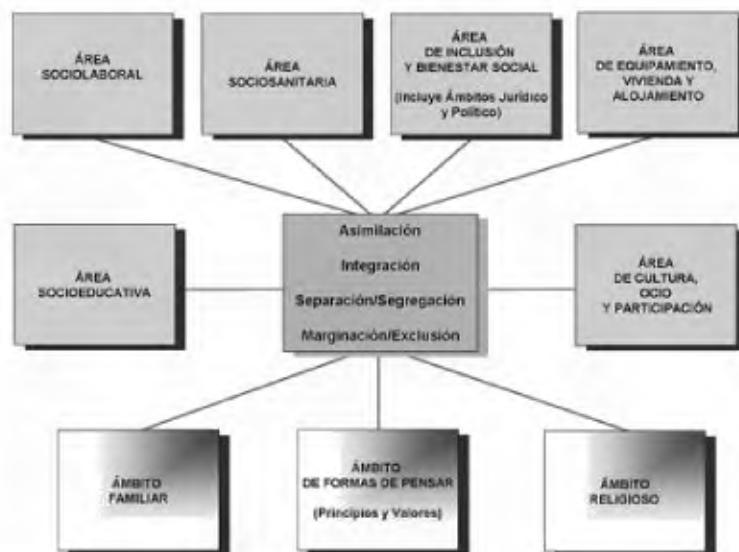 ÁREA
SOCIOLABORAL
ÁREA
SOCIOSANITARIA
ÁREA
DE INCLUSIÓN
Y BIENESTAR SOCIAL
(Incluye Ámbitos Jurídico
y Político)
ÁREA
DE EQUIPAMIENTO,
VIVIENDA Y
ALOJAMIENTO
ÁREA
SOCIOEDUCATIVA
Asimilación
Integración
Separación/Segregación
Marginación/Exclusión
ÁREA
DE CULTURA,
OCIO
Y PARTICIPACIÓN
ÁMBITO
FAMILIAR
ÁMBITO
DE FORMAS DE PENSAR
(Principios y Valores)
ÁMBITO
RELIGIOSO